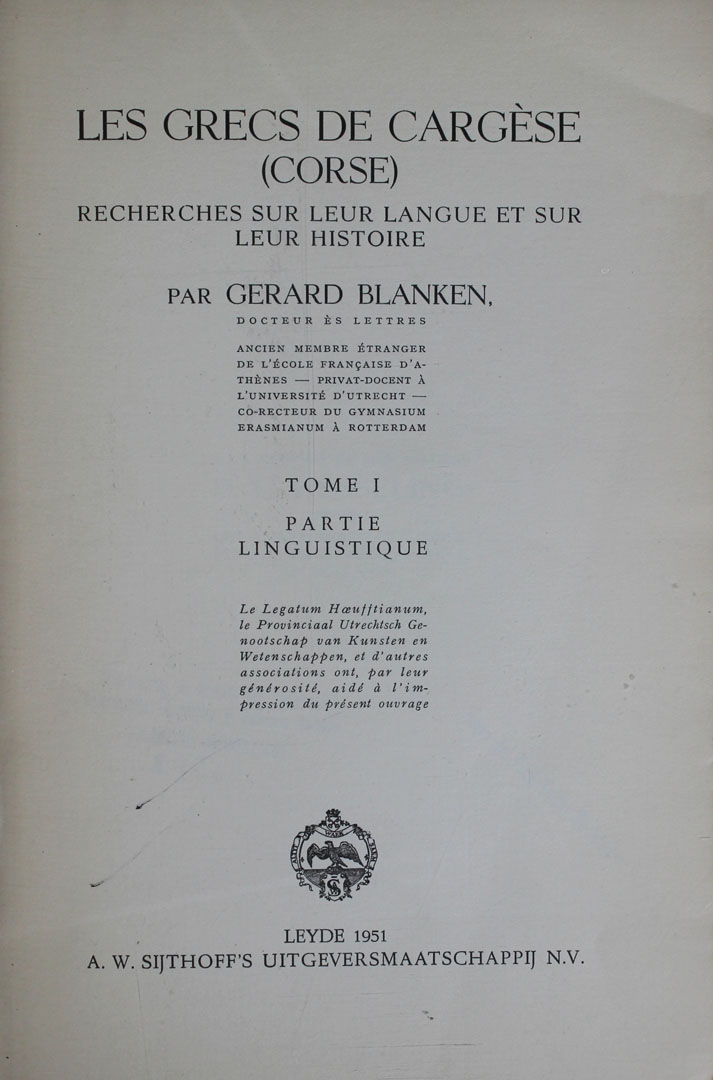 LES GRECS DE CARGÈSE
(CORSE)
RECHERCHES SUR LEUR LANGUE ET SUR
LEUR HISTOIRE
PAR GERARD BLANKEN,
DOCTEUR ÈS LETTRES
ANCIEN MEMBRE ÉTRANGER
DE L'ÉCOLE FRANÇAISE D'A-
THÈNES — PRIVAT-DOCENT À
L'UNIVERSITÉ D'UTRECHT —
CO-RECTEUR DU GYMNASIUM
ERASMIANUM À ROTTERDAM
TOME I
PARTIE
LINGUISTIQUE
Le Legatum Hœufftianum,
le Provinciaal Utrechtsch Ge-
nootschap van Kunsten en
Wetenschappen, et d'autres
associations ont, par leur
générosité, aidé à l'im-
pression du présent ouvrage
LEYDE 1951
A. W. SIJTHOFF'S UITGEVERSMAATSCHAPPIJ N.V.